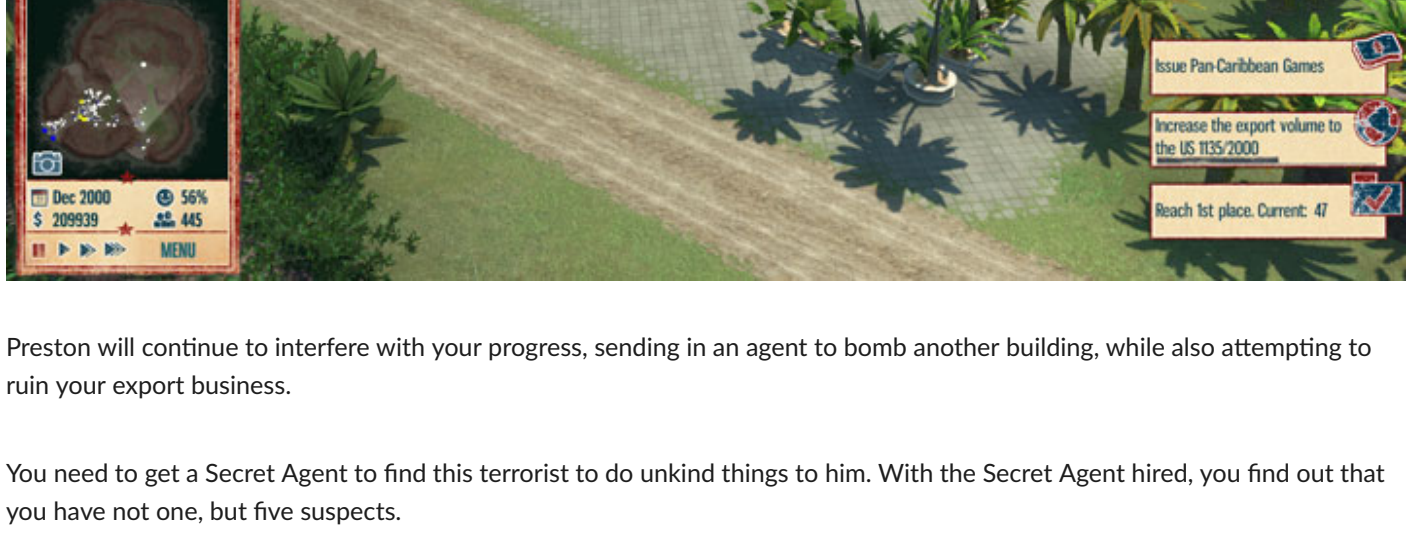 Issue Pan-Caribbean Games
Increase the export volume to
the US 1135/2000
Dec 2000 56%
$ 209939 445
MENU
Reach 1st place. Current: 47
Preston will continue to interfere with your progress, sending in an agent to bomb another building, while also attempting to
ruin your export business.
You need to get a Secret Agent to find this terrorist to do unkind things to him. With the Secret Agent hired, you find out that
you have not one, but five suspects.